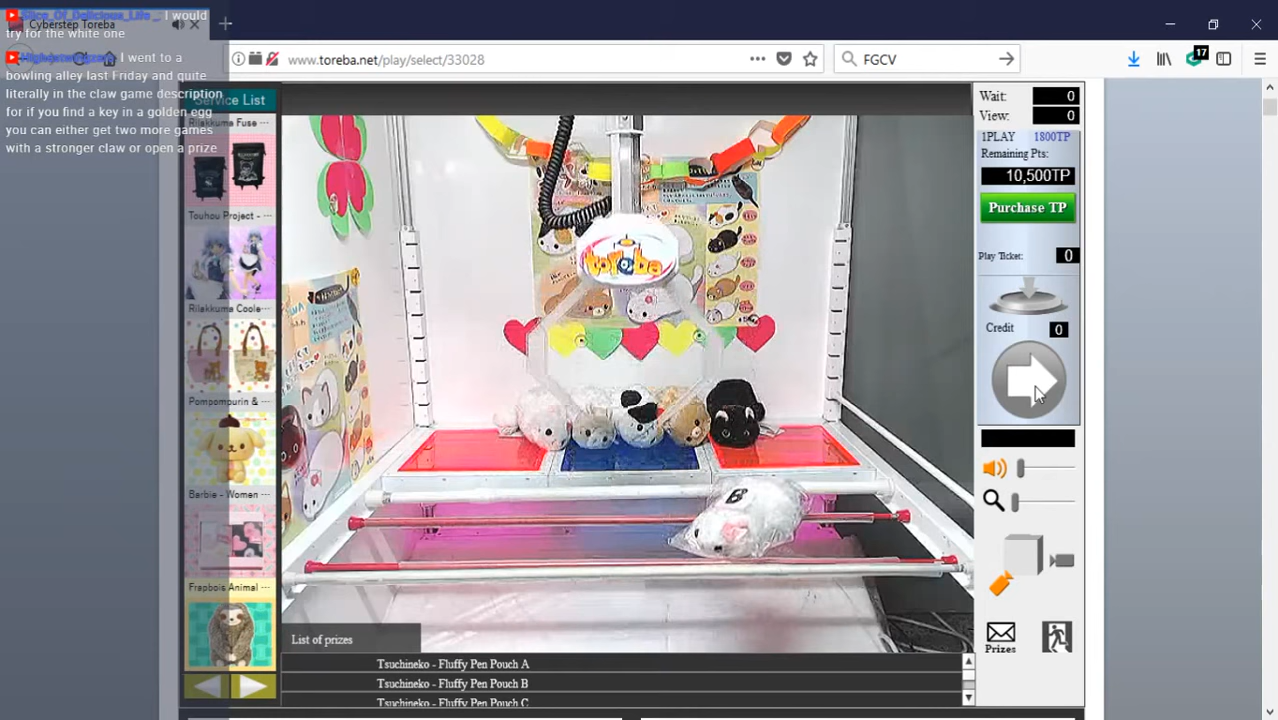 Slice_Of_Delicious_Life_ I would
try for the white one
I went to a
bowling alley last Friday and quite
literally in the claw game description
for if you find a key in a golden egg
you can either get two more games
with a stronger claw or open a prize
Cyberstep Toreba
www.toreba.net/play/select/33028
FGCV
17
Service List
Rilakkuma Fuse ···
Touhou Project - ···
Rilakkuma Coole···
Pompompurin & ···
Barbie - Women ···
Frapbois Animal ···
toreba
B
Wait: 0
View: 0
1PLAY 1800TP
Remaining Pts:
10,500TP
Purchase TP
Play Ticket: 0
Credit 0
Prizes
List of prizes
Tsuchineko - Fluffy Pen Pouch A
Tsuchineko - Fluffy Pen Pouch B
Tsuchineko - Fluffy Pen Pouch C